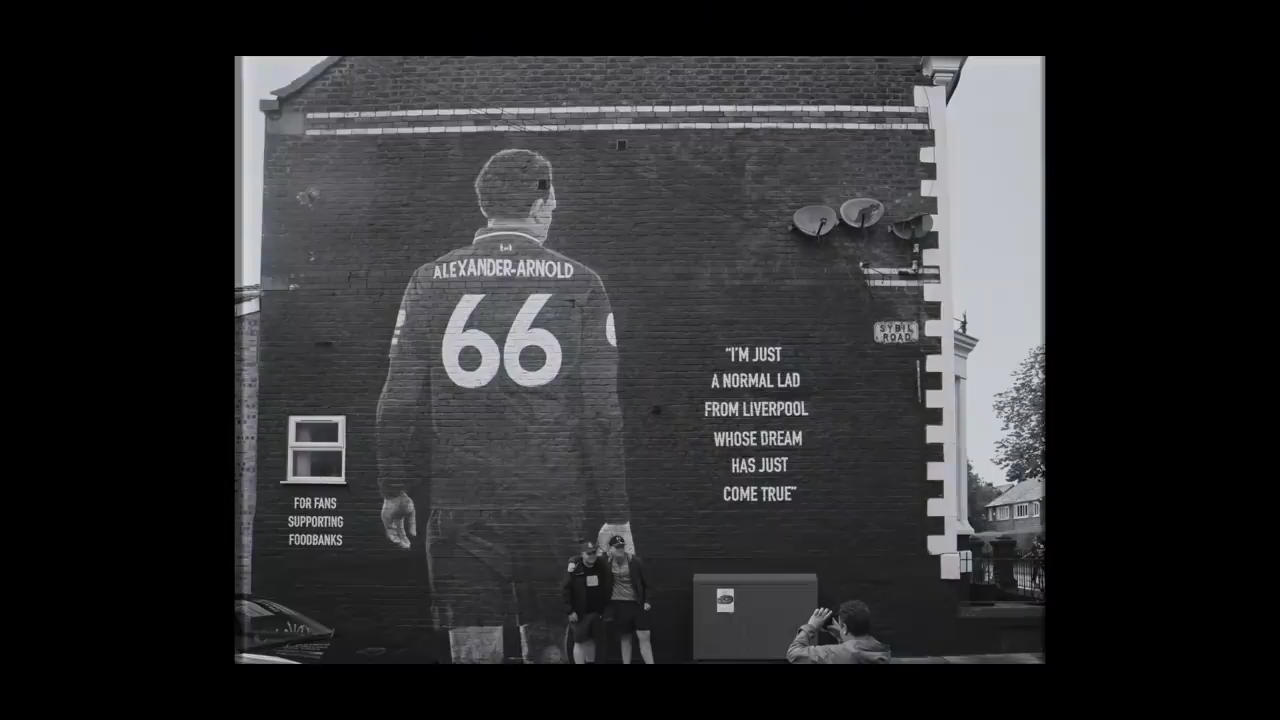 ALEXANDER-ARNOLD
66
SYBIL
ROAD
"I'M JUST
A NORMAL LAD
FROM LIVERPOOL
WHOSE DREAM
HAS JUST
COME TRUE"
FOR FANS
SUPPORTING
FOODBANKS